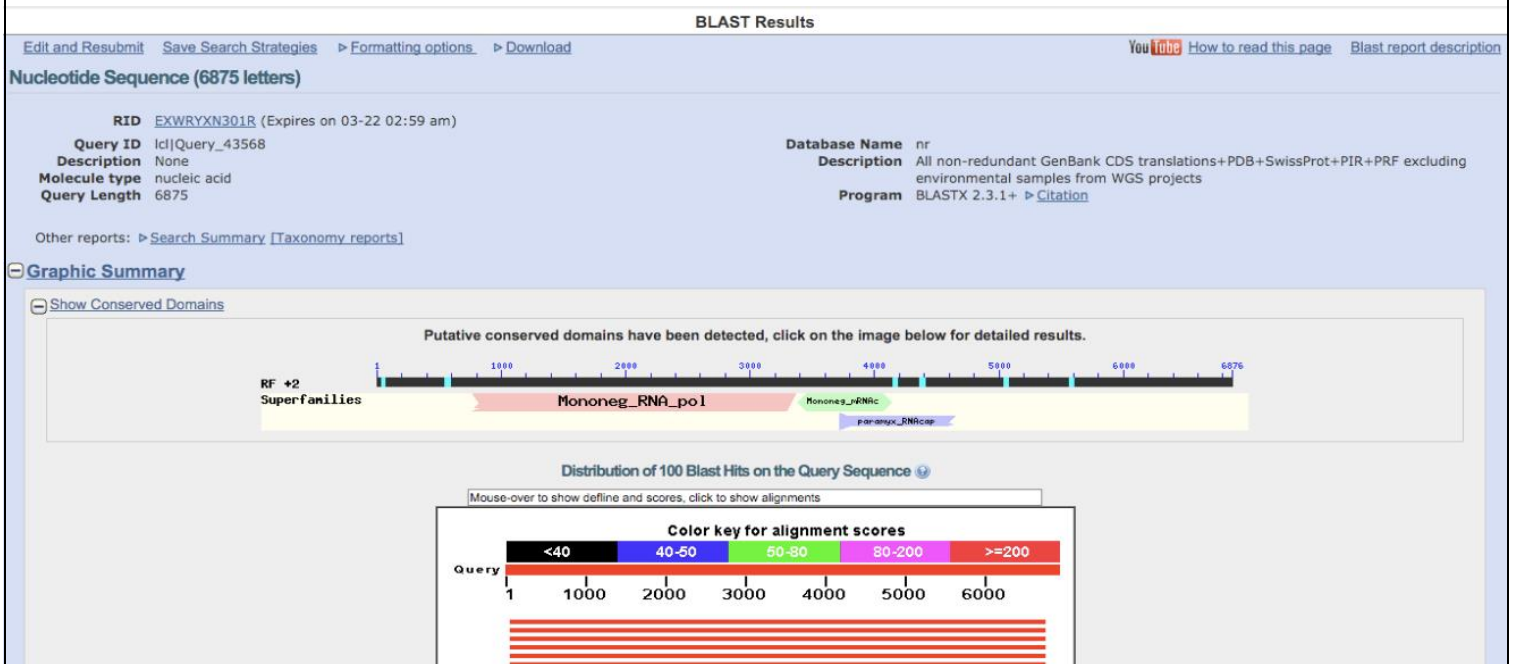 BLAST Results
Edit and Resubmit Save Search Strategies ▷ Formatting options ▷ Download YouTube How to read this page Blast report description
Nucleotide Sequence (6875 letters)
RID EXWRYXN301R (Expires on 03-22 02:59 am)
Query ID lcl|Query_43568
Description None
Molecule type nucleic acid
Query Length 6875
Database Name nr
Description All non-redundant GenBank CDS translations+PDB+SwissProt+PIR+PRF excluding
environmental samples from WGS projects
Program BLASTX 2.3.1+ ▷ Citation
Other reports: ▷ Search Summary [Taxonomy reports]
Graphic Summary
Show Conserved Domains
Putative conserved domains have been detected, click on the image below for detailed results.
1 1000 2000 3000 4000 5000 6000 6876
RF +2
Superfamilies Mononeg_RNA_pol Mononeg_mRNAc
paramyx_RNAcap
Distribution of 100 Blast Hits on the Query Sequence
Mouse-over to show defline and scores, click to show alignments
Color key for alignment scores
<40 40-50 50-80 80-200 >=200
Query
1 1000 2000 3000 4000 5000 6000